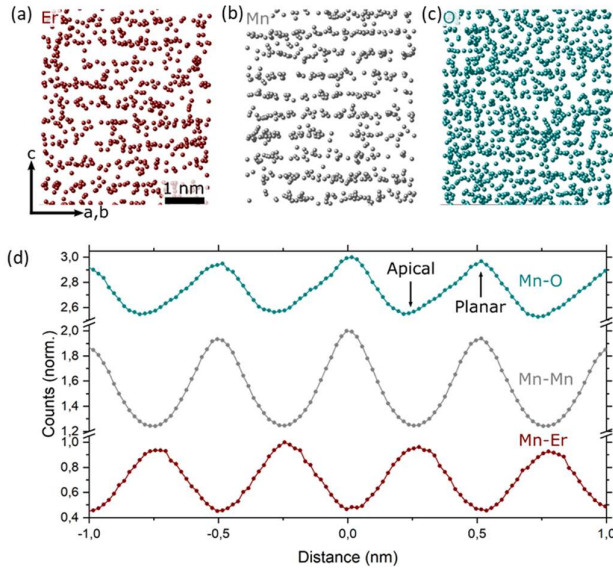 (a) Er
(b) Mn
(c) O
c
a,b
1 nm
(d)
3,0
2,8
2,6
2,0
1,8
1,6
1,4
1,2
1,0
0,8
0,6
0,4
Counts (norm.)
Apical
Planar
Mn-O
Mn-Mn
Mn-Er
-1,0 -0,5 0,0 0,5 1,0
Distance (nm)